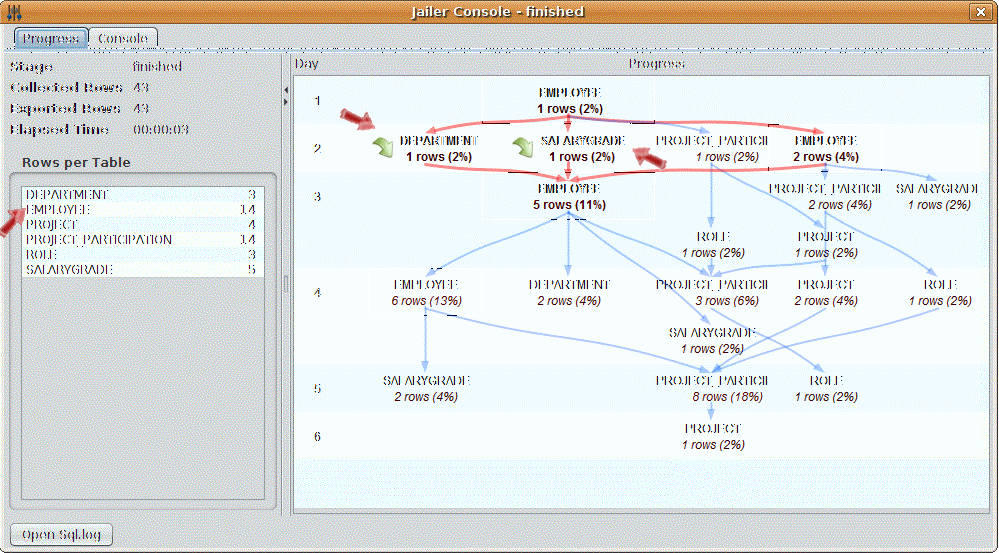 Jailer Console - finished
Progress Console
Stage finished
Collected Rows 43
Exported Rows 43
Elapsed Time 00:00:03
Rows per Table
DEPARTMENT 3
EMPLOYEE 14
PROJECT 4
PROJECT_PARTICIPATION 14
ROLE 3
SALARYGRADE 5
Open Sql.log
Day Progress
1
EMPLOYEE
1 rows (2%)
2
DEPARTMENT SALARYGRADE PROJECT_PARTICII EMPLOYEE
1 rows (2%) 1 rows (2%) 1 rows (2%) 2 rows (4%)
3
EMPLOYEE PROJECT_PARTICII SALARYGRADI
5 rows (11%) 2 rows (4%) 1 rows (2%)
ROLE PROJECT
1 rows (2%) 1 rows (2%)
4
EMPLOYEE DEPARTMENT PROJECT_PARTICII PROJECT ROLE
6 rows (13%) 2 rows (4%) 3 rows (6%) 2 rows (4%) 1 rows (2%)
SALARYGRADE
1 rows (2%)
5
SALARYGRADE PROJECT_PARTICII ROLE
2 rows (4%) 8 rows (18%) 1 rows (2%)
6
PROJECT
1 rows (2%)